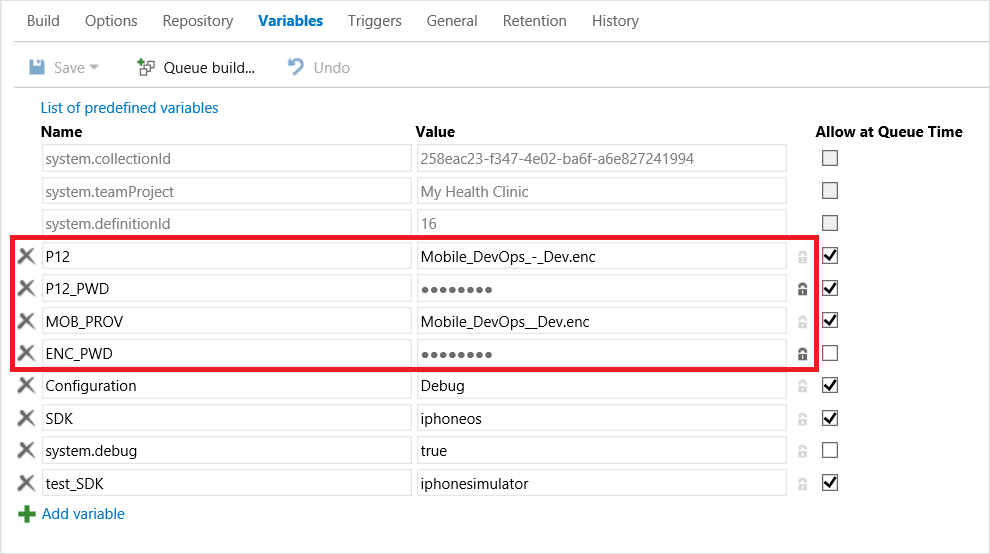 Build Options Repository Variables Triggers General Retention History
Save Queue build... Undo
List of predefined variables
Name Value Allow at Queue Time
system.collectionId 258eac23-f347-4e02-ba6f-a6e827241994
system.teamProject My Health Clinic
system.definitionId 16
P12 Mobile_DevOps_-_Dev.enc
P12_PWD ●●●●●●●●
MOB_PROV Mobile_DevOps__Dev.enc
ENC_PWD ●●●●●●●●
Configuration Debug
SDK iphoneos
system.debug true
test_SDK iphonesimulator
Add variable